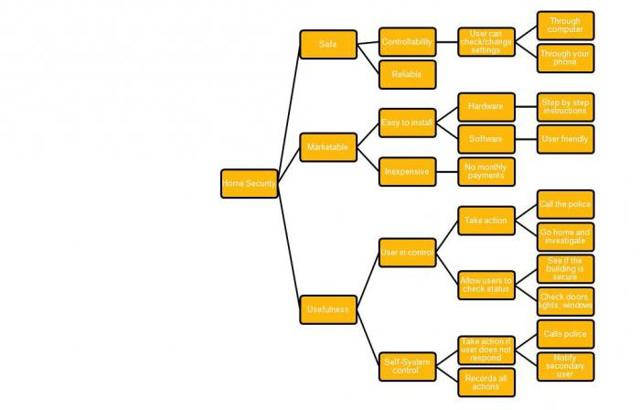 Safe
Controllability
User can
check/change
settings
Through
computer
Through your
phone
Reliable
Home Security
Marketable
Easy to install
Hardware
Step by step
instructions
Software
User friendly
Inexpensive
No monthly
payments
Usefulness
User in control
Take action
Call the police
Go home and
investigate
Allow users to
check status
See if the
building is
secure
Check doors,
lights, windows
Self-System
control
Take action if
user does not
respond
Calls police
Notify
secondary
user
Records all
actions